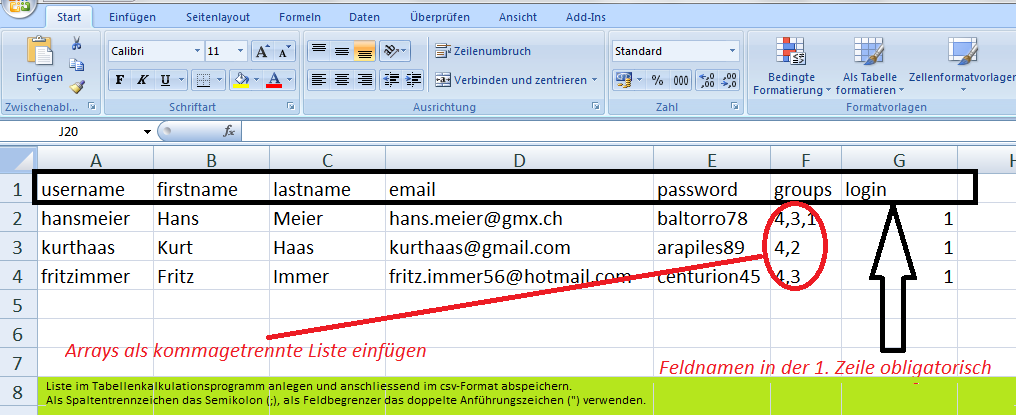 Start Einfügen Seitenlayout Formeln Daten Überprüfen Ansicht Add-Ins
Calibri 11 A A Zeilenumbruch Standard
Einfügen F K U A Verbinden und zentrieren % 000 ,00 ,00 Bedingte Formatierung Als Tabelle formatieren Zellenformatvorlagen
Zwischenabl... Schriftart Ausrichtung Zahl Formatvorlagen
J20 fx
A B C D E F G H
1 username firstname lastname email password groups login
2 hansmeier Hans Meier hans.meier@gmx.ch baltorro78 4,3,1 1
3 kurthaas Kurt Haas kurthaas@gmail.com arapiles89 4,2 1
4 fritzimmer Fritz Immer fritz.immer56@hotmail.com centurion45 4,3 1
5
6
Arrays als kommagetrennte Liste einfügen
7 Feldnamen in der 1. Zeile obligatorisch
8 Liste im Tabellenkalkulationsprogramm anlegen und anschliessend im csv-Format abspeichern.
Als Spaltentrennzeichen das Semikolon (;), als Feldbegrenzer das doppelte Anführungszeichen (") verwenden.